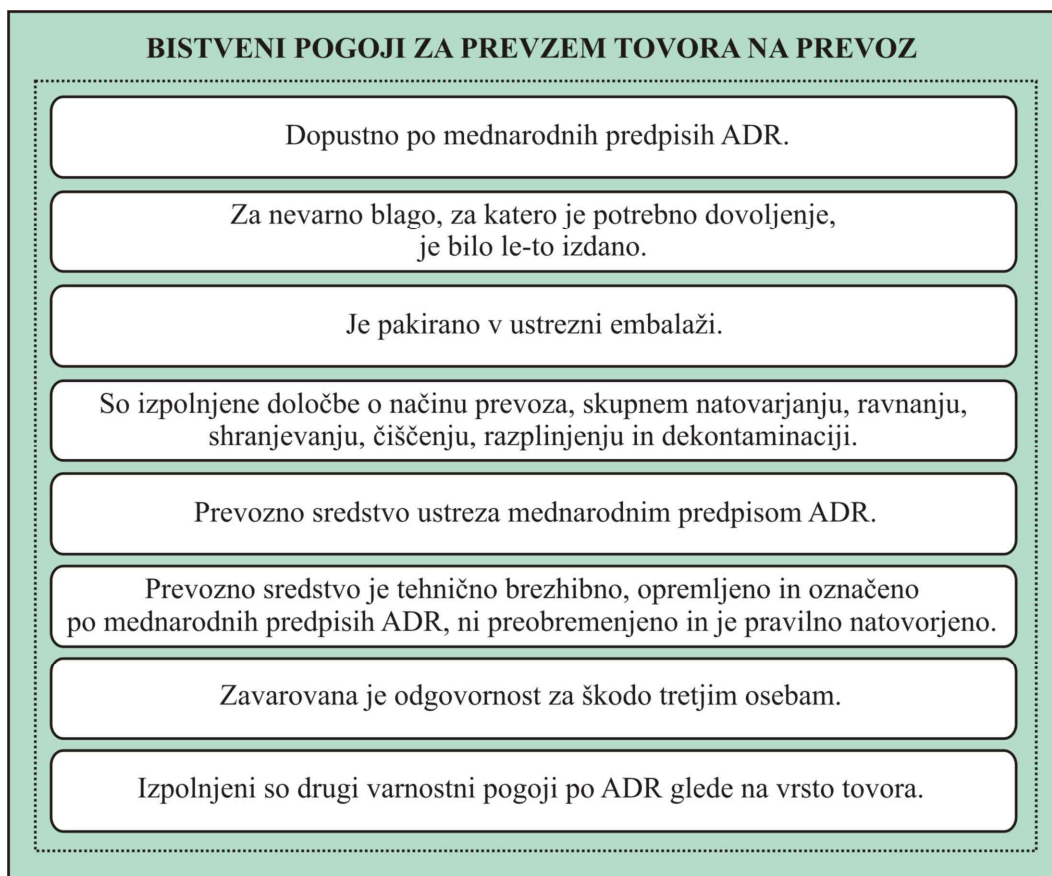 BISTVENI POGOJI ZA PREVZEM TOVORA NA PREVOZ
Dopustno po mednarodnih predpisih ADR.
Za nevarno blago, za katero je potrebno dovoljenje,
je bilo le-to izdano.
Je pakirano v ustrezni embalaži.
So izpolnjene določbe o načinu prevoza, skupnem natovarjanju, ravnanju,
shranjevanju, čiščenju, razplinjenju in dekontaminaciji.
Prevozno sredstvo ustreza mednarodnim predpisom ADR.
Prevozno sredstvo je tehnično brezhibno, opremljeno in označeno
po mednarodnih predpisih ADR, ni preobremenjeno in je pravilno natovorjeno.
Zavarovana je odgovornost za škodo tretjim osebam.
Izpolnjeni so drugi varnostni pogoji po ADR glede na vrsto tovora.